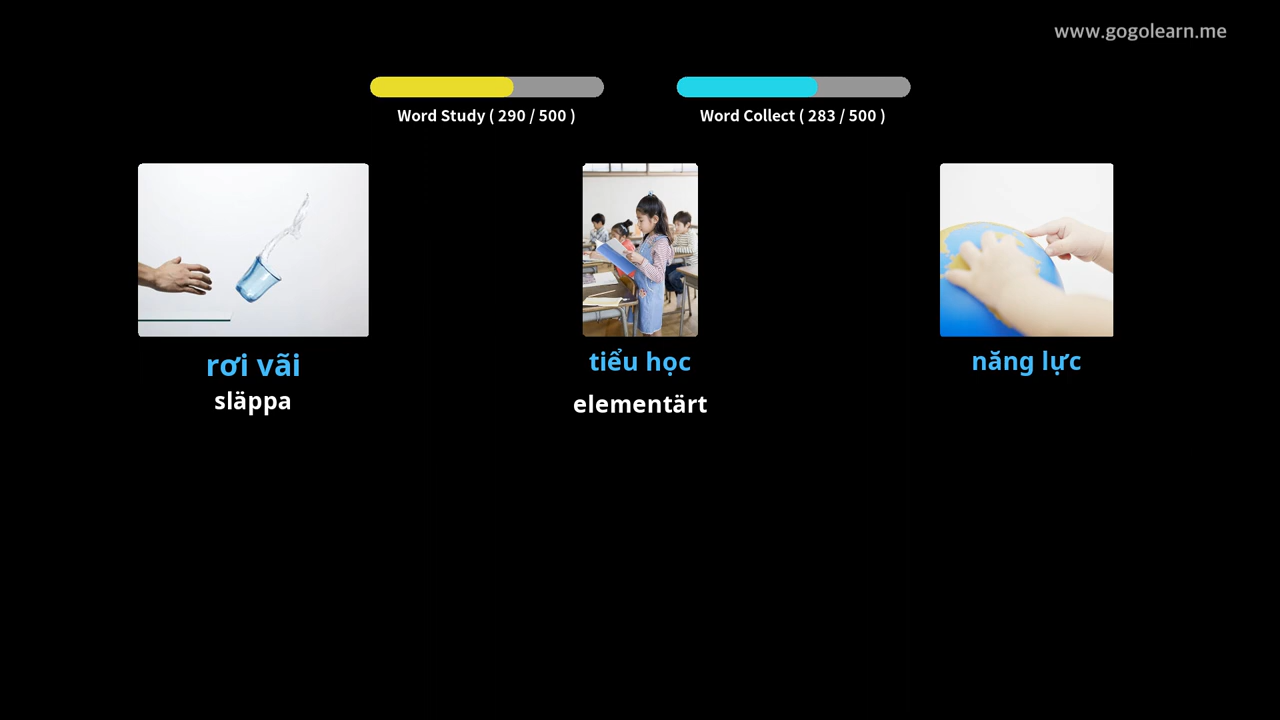 www.gogolearn.me
Word Study ( 290 / 500 )
Word Collect ( 283 / 500 )
rơi vãi
släppa
tiểu học
elementärt
năng lực